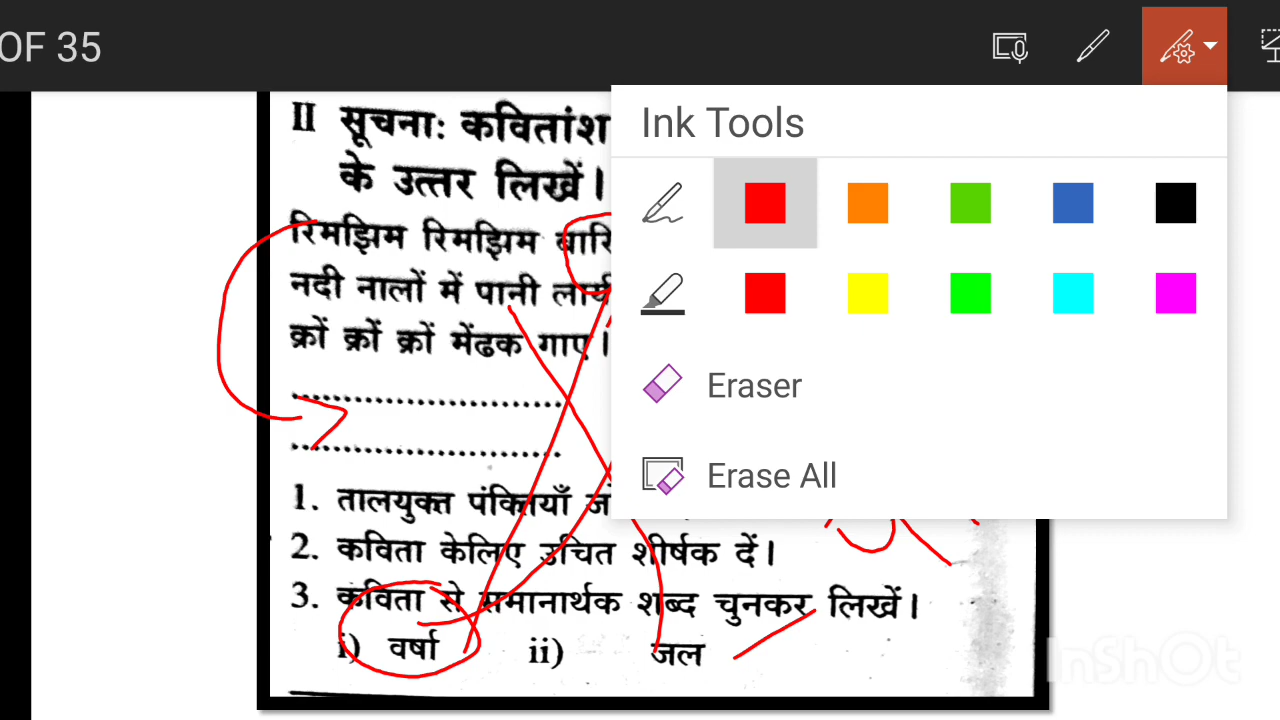 OF 35
Ink Tools
Eraser
Erase All
II सूचना: कवितांश
के उत्तर लिखें।
रिमझिम रिमझिम
नदी नालों में पानी
क्रों क्रों क्रों मेंढक गाए।
..............................
..............................
1. तालयुक्त पंक्तियाँ
2. कविता केलिए उचित शीर्षक दें।
3. कविता से समानार्थक शब्द चुनकर लिखें।
i) वर्षा ii) जल
InShOt